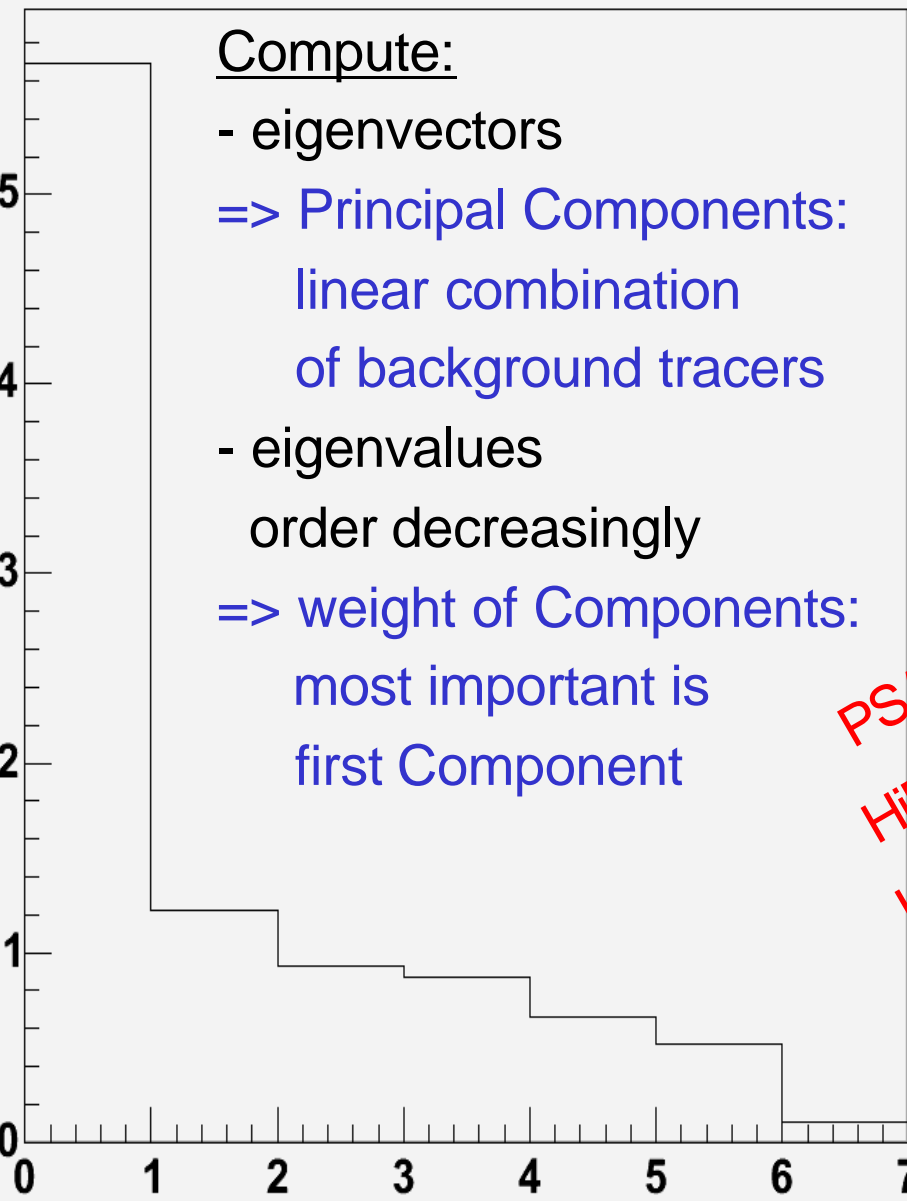 Compute:
- eigenvectors
=> Principal Components:
linear combination
of background tracers
- eigenvalues
order decreasingly
=> weight of Components:
most important is
first Component
5
4
3
2
1
0
0 1 2 3 4 5 6 7